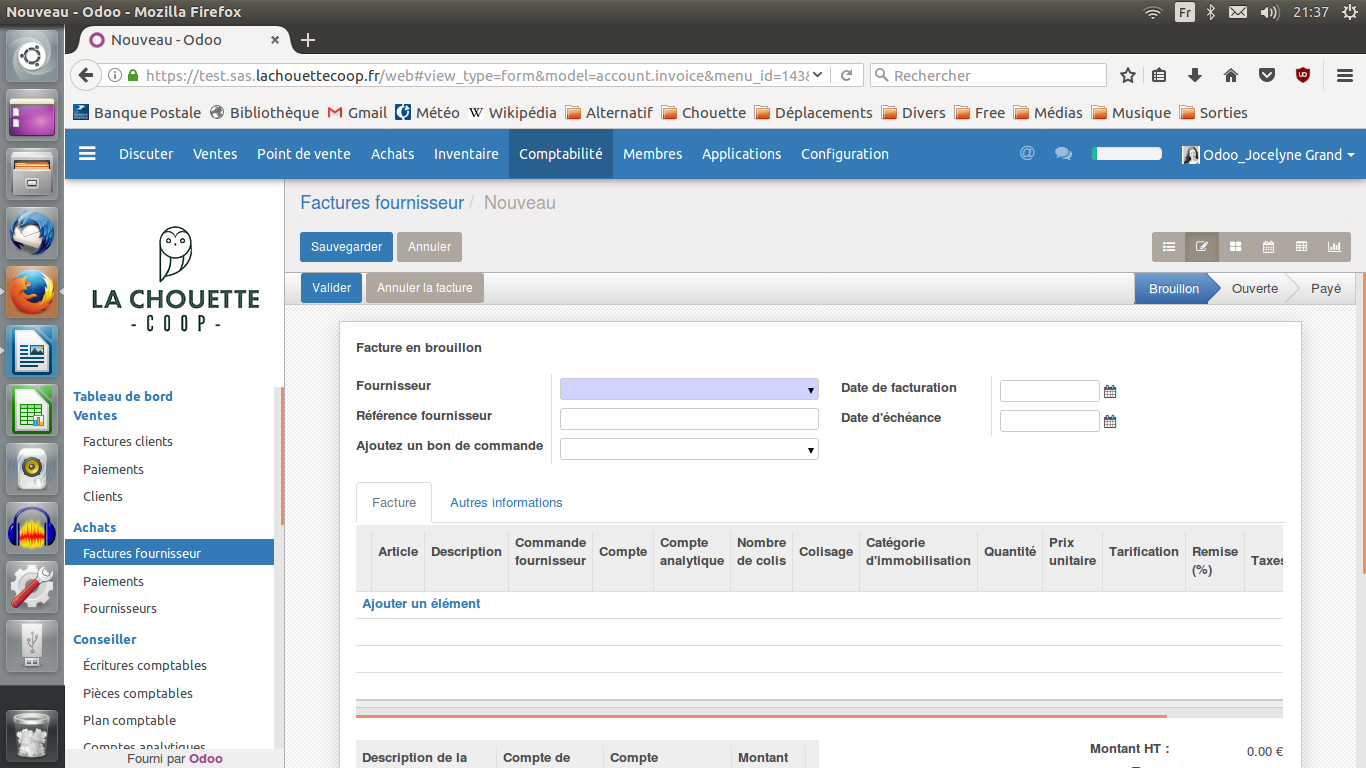 Nouveau - Odoo - Mozilla Firefox
Fr
21:37
Nouveau - Odoo
https://test.sas.lachouettecoop.fr/web#view_type=form&model=account.invoice&menu_id=143&
Rechercher
Banque Postale Bibliothèque Gmail Météo Wikipédia Alternatif Chouette Déplacements Divers Free Médias Musique Sorties
Discuter Ventes Point de vente Achats Inventaire Comptabilité Membres Applications Configuration
@ Odoo_Jocelyne Grand
LA CHOUETTE
- COOP -
Tableau de bord
Ventes
Factures clients
Paiements
Clients
Achats
Factures fournisseur
Paiements
Fournisseurs
Conseiller
Écritures comptables
Pièces comptables
Plan comptable
Comptes analytiques
Fourni par Odoo
Factures fournisseur / Nouveau
Sauvegarder Annuler
Valider Annuler la facture
Brouillon Ouverte Payé
Facture en brouillon
Fournisseur
Référence fournisseur
Ajoutez un bon de commande
Date de facturation
Date d'échéance
Facture Autres informations
Article
Description
Commande fournisseur
Compte
Compte analytique
Nombre de colis
Colisage
Catégorie d'immobilisation
Quantité
Prix unitaire
Tarification
Remise (%)
Taxes
Ajouter un élément
Description de la
Compte de
Compte
Montant
Montant HT :
0.00 €